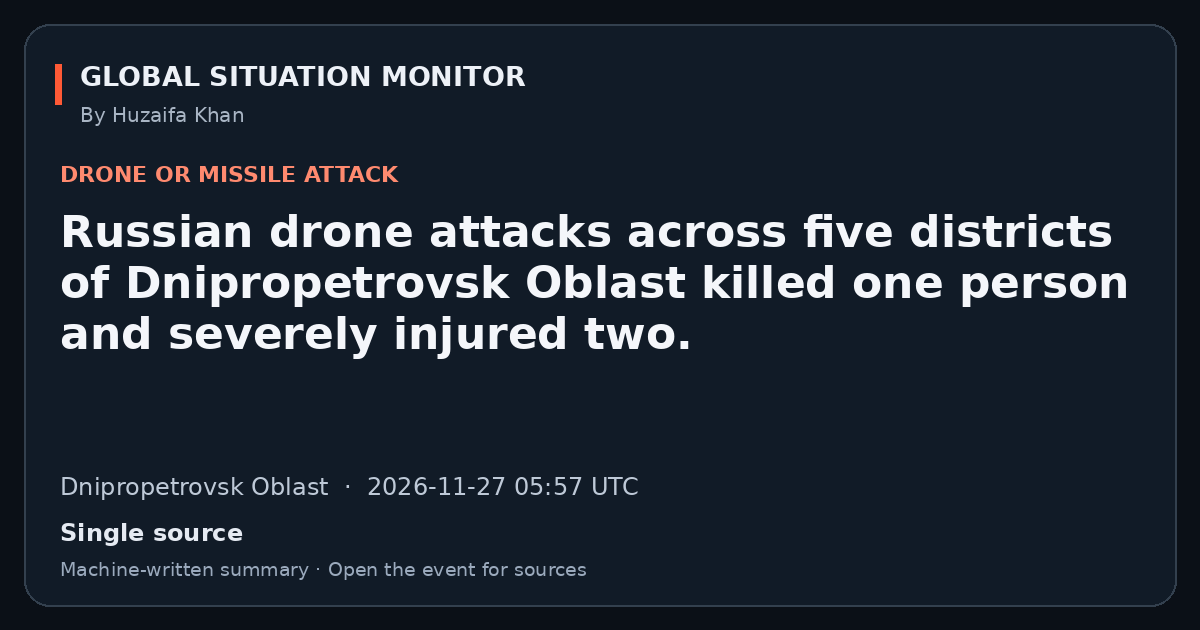 GLOBAL SITUATION MONITOR
By Huzaifa Khan
DRONE OR MISSILE ATTACK
Russian drone attacks across five districts
of Dnipropetrovsk Oblast killed one person
and severely injured two.
Dnipropetrovsk Oblast · 2026-11-27 05:57 UTC
Single source
Machine-written summary · Open the event for sources